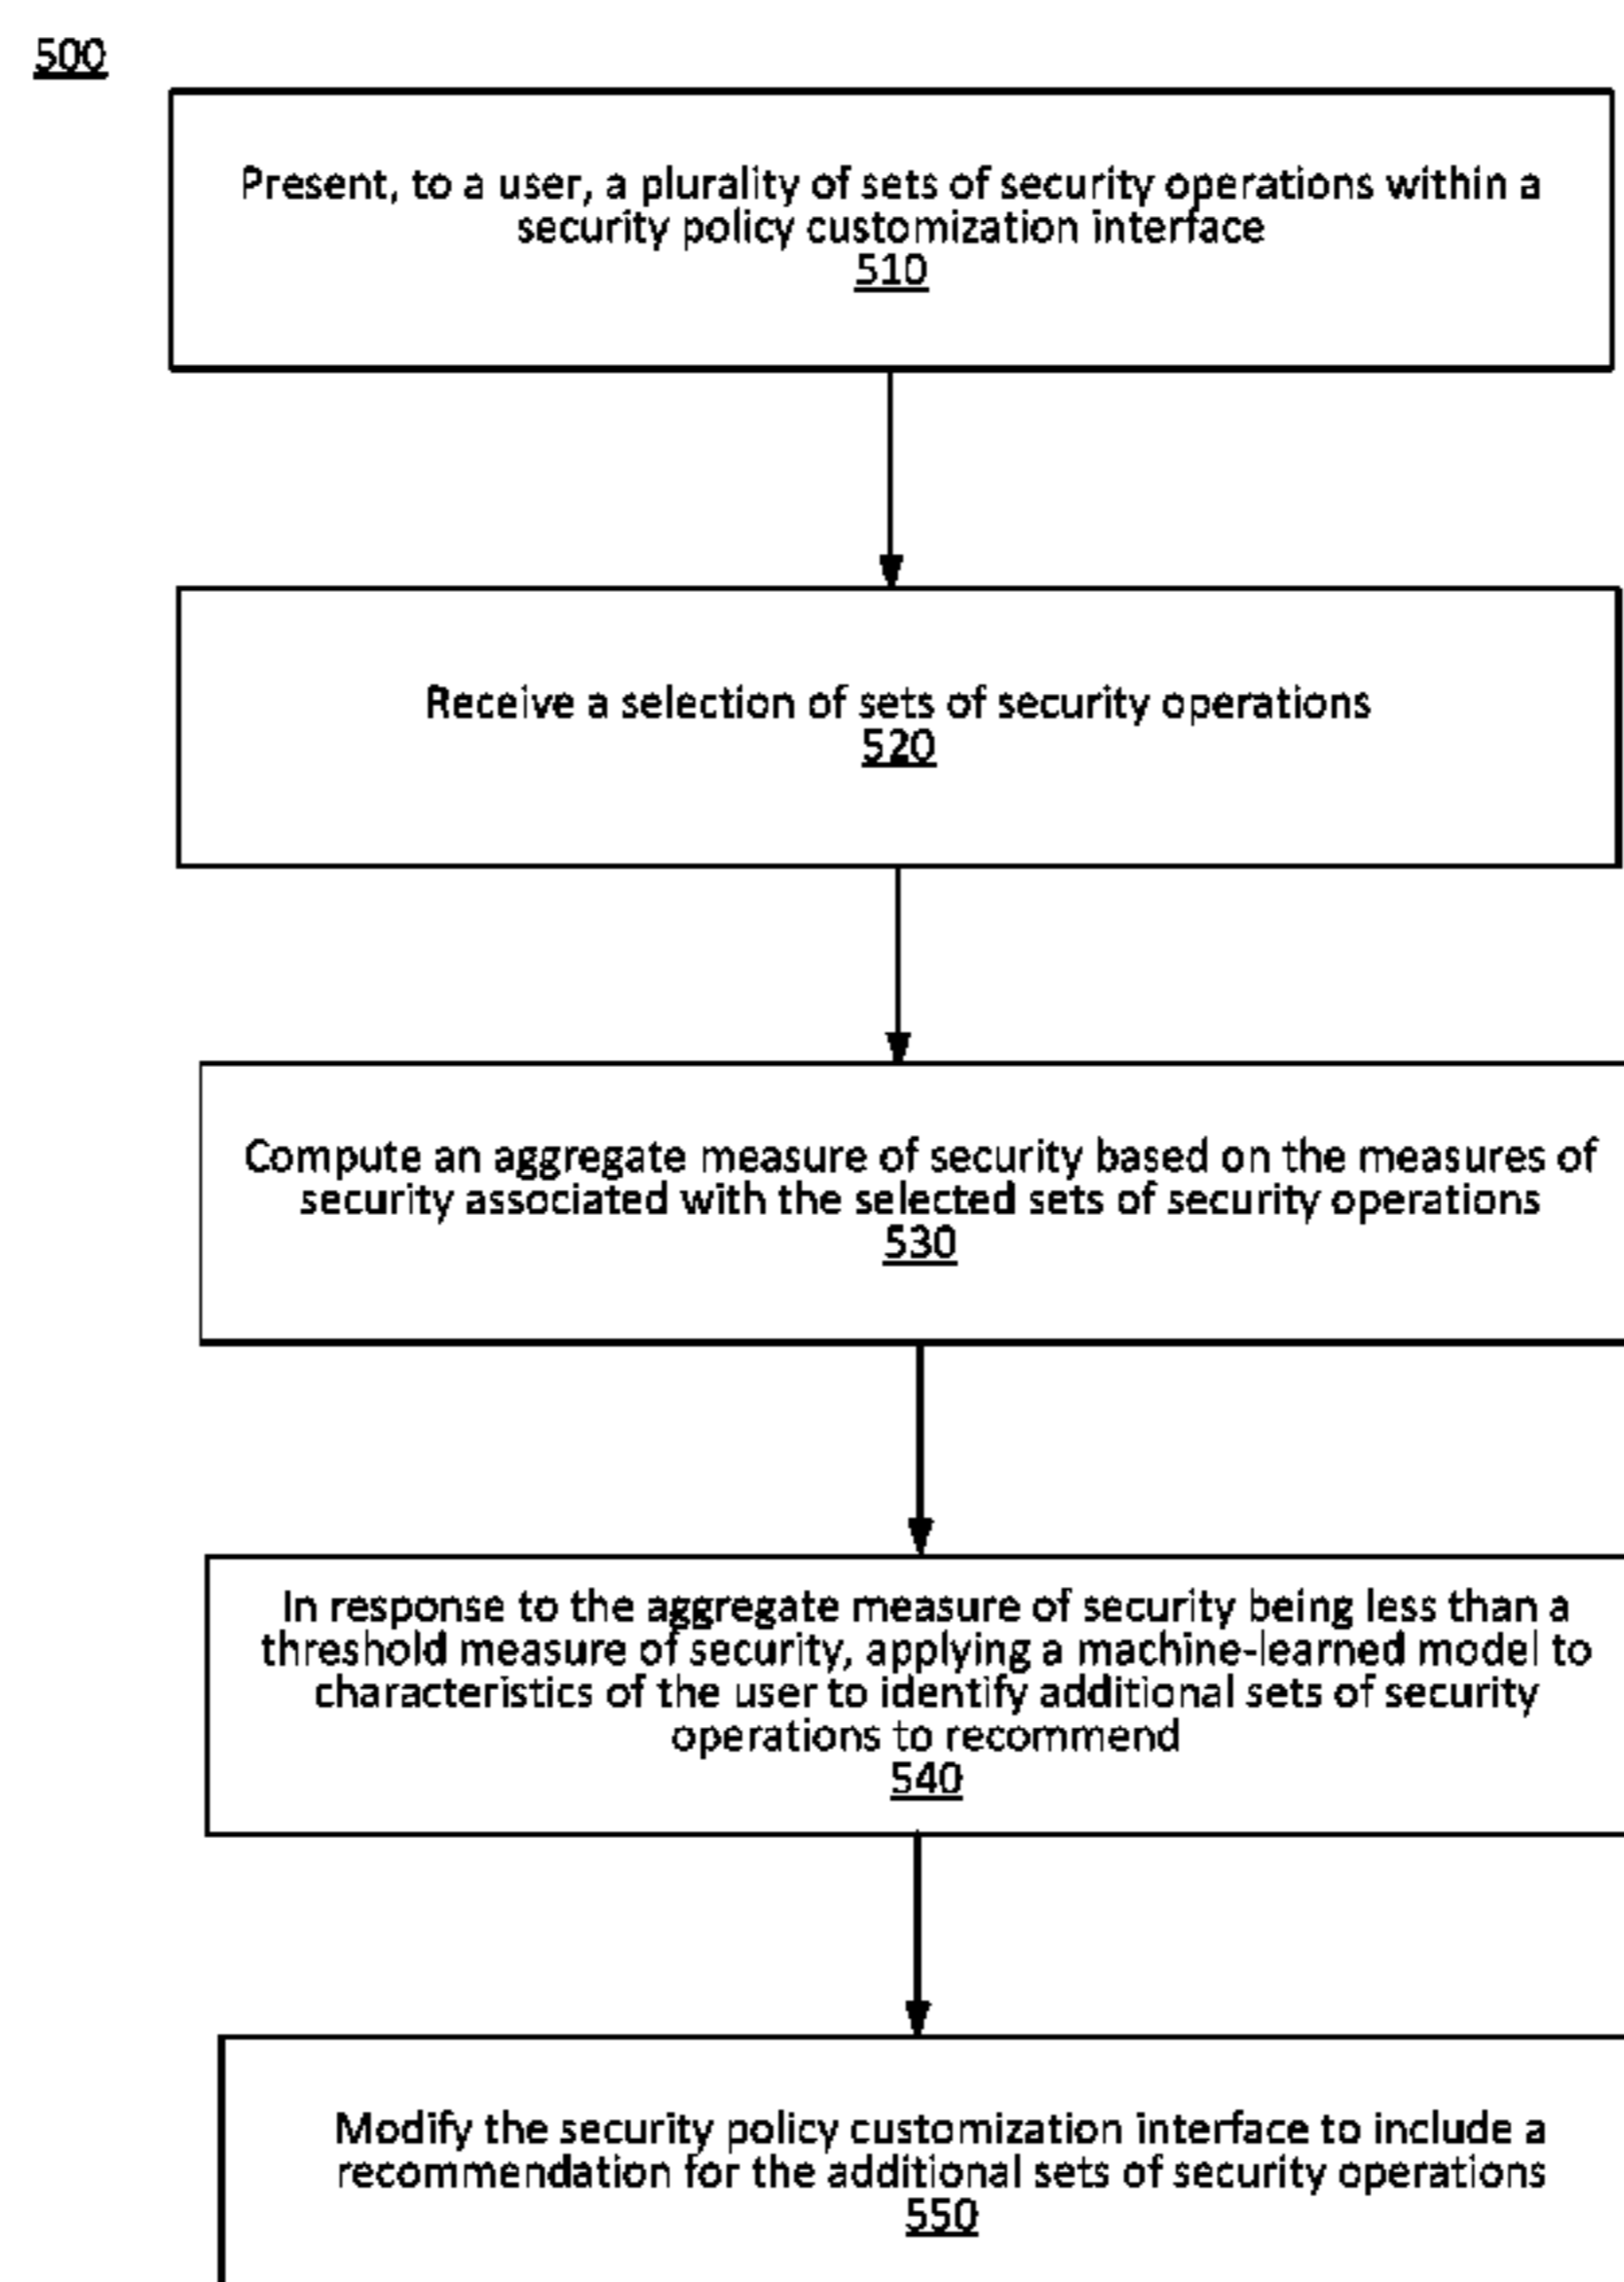 500
Present, to a user, a plurality of sets of security operations within a
security policy customization interface
510
Receive a selection of sets of security operations
520
Compute an aggregate measure of security based on the measures of
security associated with the selected sets of security operations
530
In response to the aggregate measure of security being less than a
threshold measure of security, applying a machine-learned model to
characteristics of the user to identify additional sets of security
operations to recommend
540
Modify the security policy customization interface to include a
recommendation for the additional sets of security operations
550